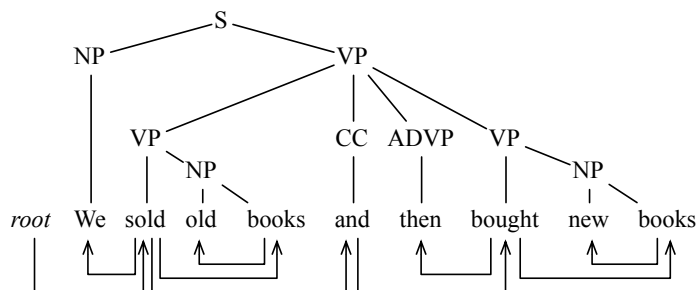 S
NP VP
VP CC ADVP VP
NP NP
root We sold old books and then bought new books